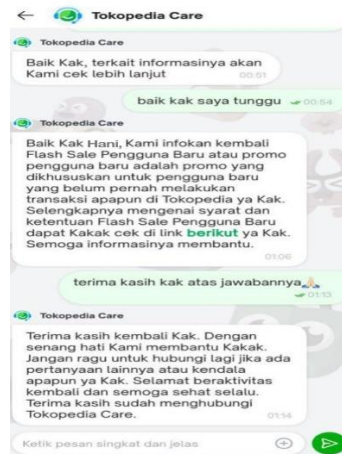 Tokopedia Care
Tokopedia Care
Baik Kak, terkait informasinya akan
Kami cek lebih lanjut
00:51
baik kak saya tunggu
00:54
Tokopedia Care
Baik Kak Hani, Kami infokan kembali
Flash Sale Pengguna Baru atau promo
pengguna baru adalah promo yang
dikhususkan untuk pengguna baru
yang belum pernah melakukan
transaksi apapun di Tokopedia ya Kak.
Selengkapnya mengenai syarat dan
ketentuan Flash Sale Pengguna Baru
dapat Kakak cek di link berikut ya Kak.
Semoga informasinya membantu.
01:06
terima kasih kak atas jawabannya🙏
01:13
Tokopedia Care
Terima kasih kembali Kak. Dengan
senang hati Kami membantu Kakak.
Jangan ragu untuk hubungi lagi jika ada
pertanyaan lainnya atau kendala
apapun ya Kak. Selamat beraktivitas
kembali dan semoga sehat selalu.
Terima kasih sudah menghubungi
Tokopedia Care.
01:14
Ketik pesan singkat dan jelas